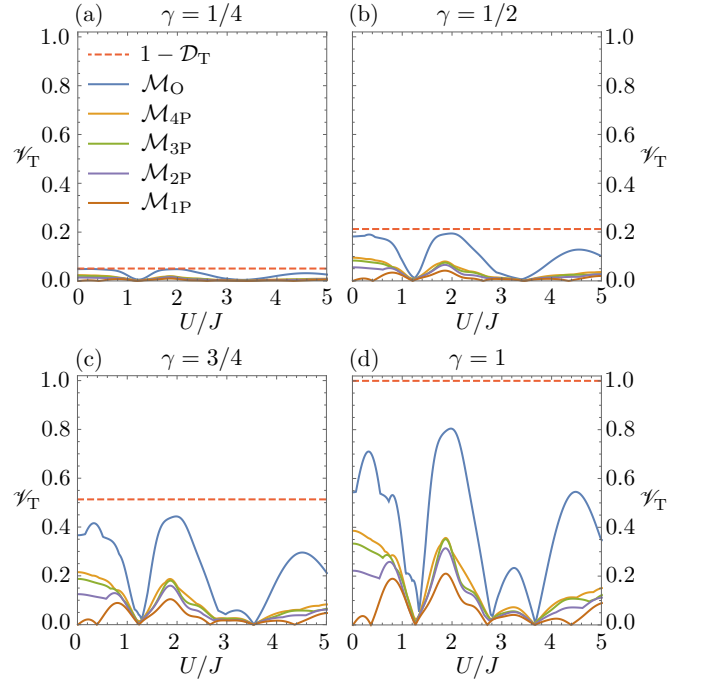 (a) γ = 1/4
(b) γ = 1/2
1.0
0.8
0.6
0.4
0.2
0.0
𝒱_T
1 − 𝒟_T
ℳ_O
ℳ_4P
ℳ_3P
ℳ_2P
ℳ_1P
1.0
0.8
0.6
0.4
0.2
0.0
𝒱_T
0 1 2 3 4 5
U/J
0 1 2 3 4 5
U/J
(c) γ = 3/4
(d) γ = 1
1.0
0.8
0.6
0.4
0.2
0.0
𝒱_T
1.0
0.8
0.6
0.4
0.2
0.0
𝒱_T
0 1 2 3 4 5
U/J
0 1 2 3 4 5
U/J